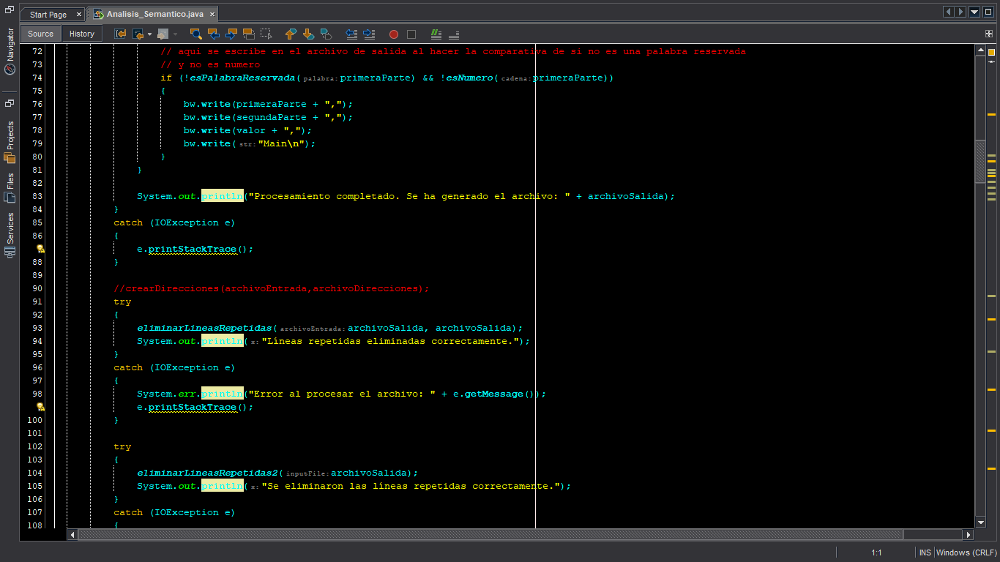 Start Page
Analisis_Semantico.java
Source
History
Navigator
Projects
Files
Services
72 // aqui se escribe en el archivo de salida al hacer la comparativa de si no es una palabra reservada
73 // y no es numero
74 if (!esPalabraReservada( palabra: primeraParte) && !esNumero( cadena: primeraParte))
75 {
76 bw.write(primeraParte + ",");
77 bw.write(segundaParte + ",");
78 bw.write(valor + ",");
79 bw.write( str: "Main\n");
80 }
81 }
82
83 System.out.println("Procesamiento completado. Se ha generado el archivo: " + archivoSalida);
84 }
85 catch (IOException e)
86 {
e.printStackTrace();
88 }
89
90 //crearDirecciones(archivoEntrada,archivoDirecciones);
91 try
92 {
93 eliminarLineasRepetidas( archivoEntrada: archivoSalida, archivoSalida);
94 System.out.println( x: "Líneas repetidas eliminadas correctamente.");
95 }
96 catch (IOException e)
97 {
98 System.err.println("Error al procesar el archivo: " + e.getMessage());
e.printStackTrace();
100 }
101
102 try
103 {
104 eliminarLineasRepetidas2( inputFile: archivoSalida);
105 System.out.println( x: "Se eliminaron las líneas repetidas correctamente.");
106 }
107 catch (IOException e)
108 {
1:1
INS
Windows (CRLF)